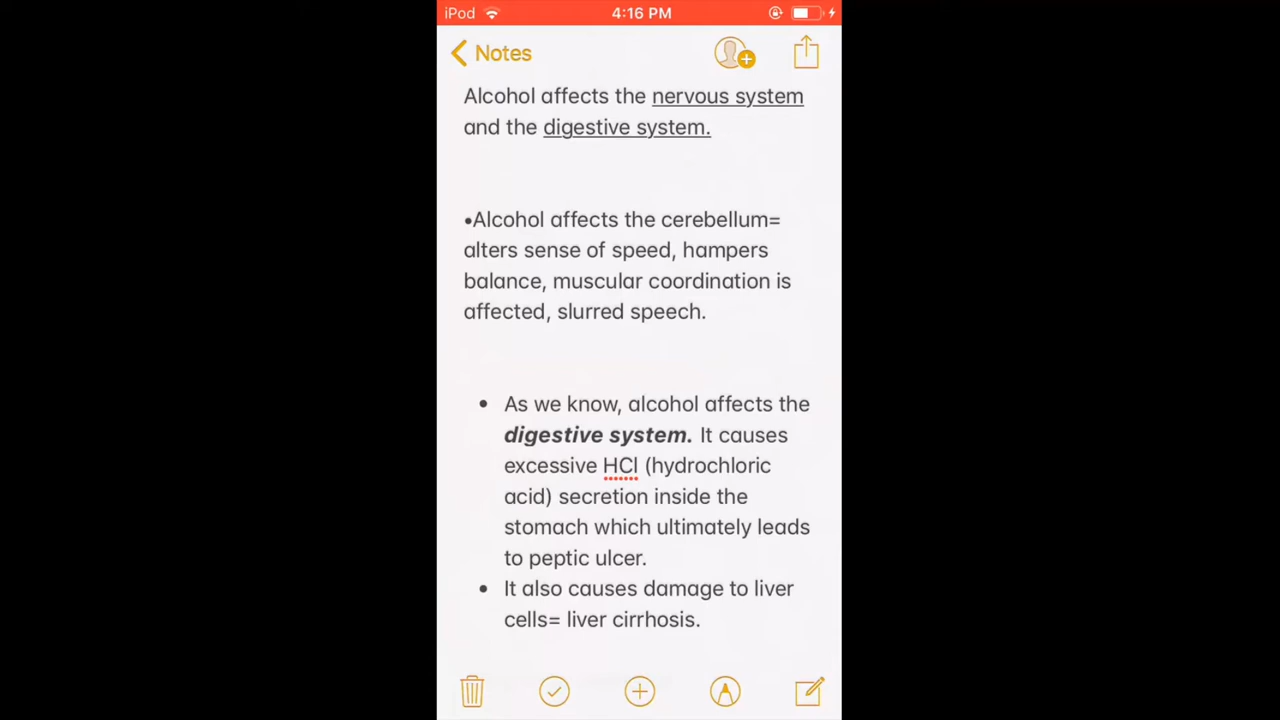 iPod 4:16 PM
Notes
Alcohol affects the nervous system
and the digestive system.
•Alcohol affects the cerebellum=
alters sense of speed, hampers
balance, muscular coordination is
affected, slurred speech.
• As we know, alcohol affects the
digestive system. It causes
excessive HCl (hydrochloric
acid) secretion inside the
stomach which ultimately leads
to peptic ulcer.
• It also causes damage to liver
cells= liver cirrhosis.